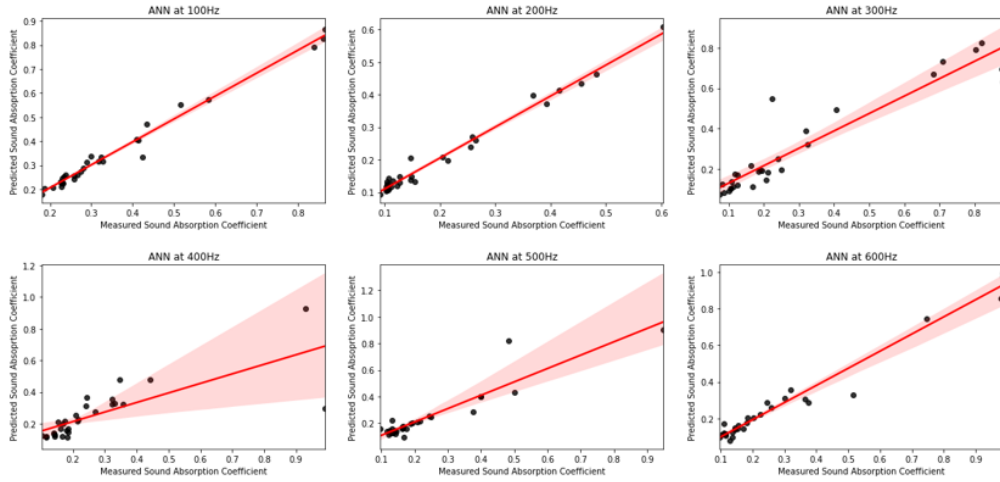 ANN at 100Hz
Predicted Sound Absoprtion Coefficient
0.9
0.8
0.7
0.6
0.5
0.4
0.3
0.2
0.2 0.3 0.4 0.5 0.6 0.7 0.8
Measured Sound Absorption Coefficient
ANN at 200Hz
Predicted Sound Absoprtion Coefficient
0.6
0.5
0.4
0.3
0.2
0.1
0.1 0.2 0.3 0.4 0.5 0.6
Measured Sound Absorption Coefficient
ANN at 300Hz
Predicted Sound Absoprtion Coefficient
0.8
0.6
0.4
0.2
0.1 0.2 0.3 0.4 0.5 0.6 0.7 0.8
Measured Sound Absorption Coefficient
ANN at 400Hz
Predicted Sound Absoprtion Coefficient
1.2
1.0
0.8
0.6
0.4
0.2
0.2 0.3 0.4 0.5 0.6 0.7 0.8 0.9
Measured Sound Absorption Coefficient
ANN at 500Hz
Predicted Sound Absoprtion Coefficient
1.2
1.0
0.8
0.6
0.4
0.2
0.1 0.2 0.3 0.4 0.5 0.6 0.7 0.8 0.9
Measured Sound Absorption Coefficient
ANN at 600Hz
Predicted Sound Absoprtion Coefficient
1.0
0.8
0.6
0.4
0.2
0.1 0.2 0.3 0.4 0.5 0.6 0.7 0.8 0.9
Measured Sound Absorption Coefficient